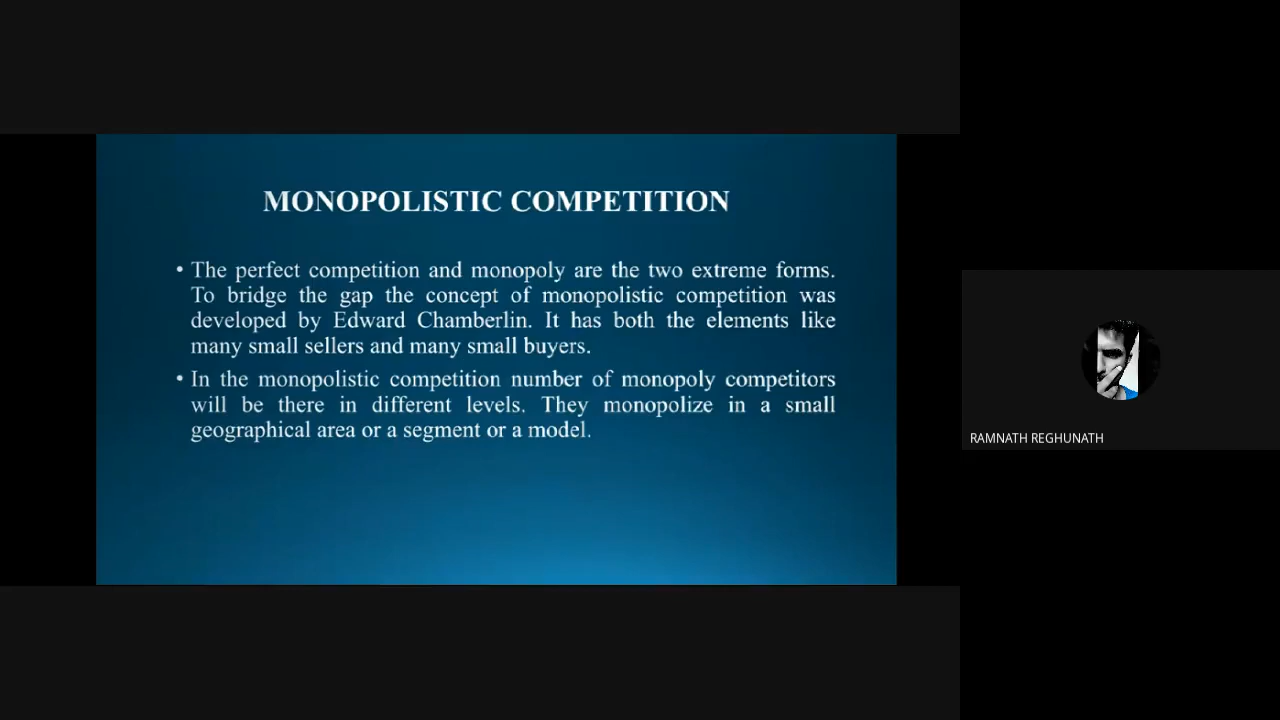 MONOPOLISTIC COMPETITION
• The perfect competition and monopoly are the two extreme forms.
To bridge the gap the concept of monopolistic competition was
developed by Edward Chamberlin. It has both the elements like
many small sellers and many small buyers.
• In the monopolistic competition number of monopoly competitors
will be there in different levels. They monopolize in a small
geographical area or a segment or a model.
RAMNATH REGHUNATH